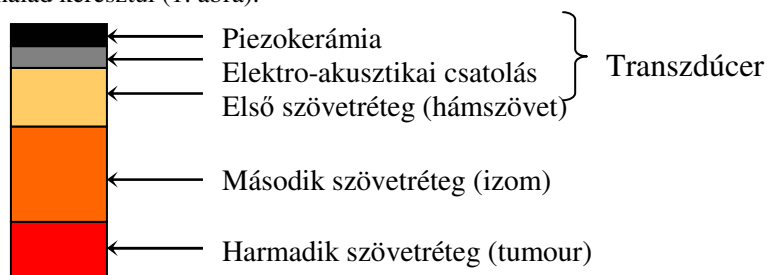 keresztül (1. ábra).
Piezokerámia
Elektro-akusztikai csatolás
Első szövetréteg (hámszövet)
Transzdúcer
Második szövetréteg (izom)
Harmadik szövetréteg (tumour)